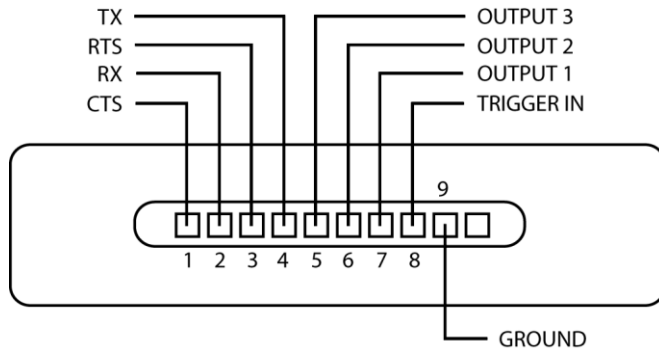 TX
RTS
RX
CTS
OUTPUT 3
OUTPUT 2
OUTPUT 1
TRIGGER IN
9
1 2 3 4 5 6 7 8
GROUND